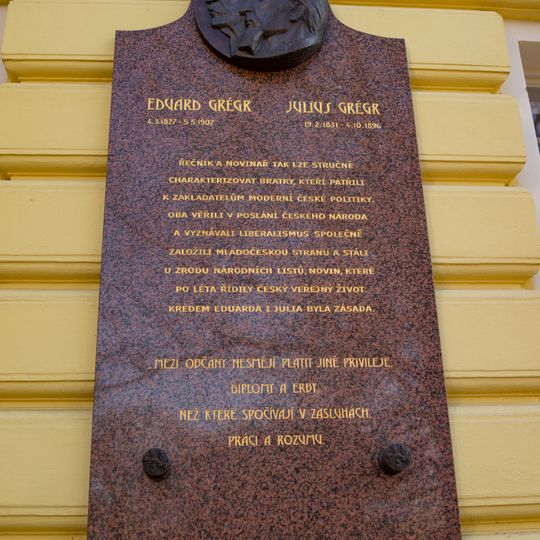 EDUARD GRÉGR JULIUS GRÉGR
4.3.1827 - 5.5.1907 19.2.1831 - 4.10.1896
ŘEČNÍK A NOVINÁŘ TAK LZE STRUČNĚ
CHARAKTERIZOVAT BRATRY, KTEŘÍ PATŘILI
K ZAKLADATELŮM MODERNÍ ČESKÉ POLITIKY.
OBA VĚŘILI V POSLÁNÍ ČESKÉHO NÁRODA
A VYZNÁVALI LIBERALISMUS SPOLEČNĚ
ZALOŽILI MLADOČESKOU STRANU A STÁLI
U ZRODU NÁRODNÍCH LISTŮ, NOVIN, KTERÉ
PO LÉTA ŘÍDILY ČESKÝ VEŘEJNÝ ŽIVOT.
KRÉDEM EDUARDA I JULIA BYLA ZÁSADA.
„MEZI OBČANY NESMĚJÍ PLATIT JINÉ PRIVILEJE,
DIPLOMY A ERBY,
NEŽ KTERÉ SPOČÍVAJÍ V ZÁSLUHÁCH,
PRÁCI A ROZUMU.